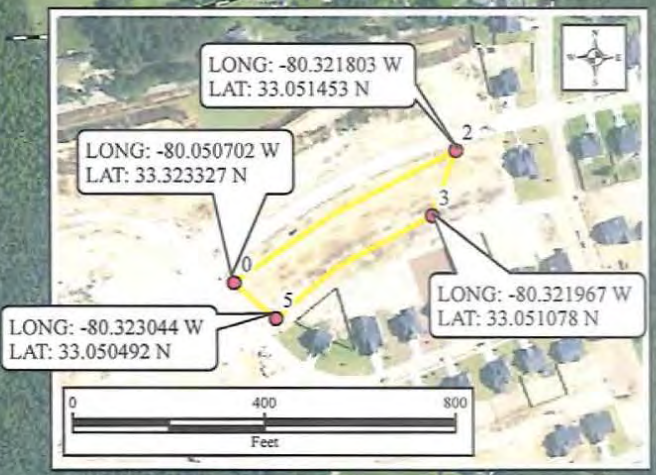 N
W E
S
LONG: -80.321803 W
LAT: 33.051453 N
2
LONG: -80.050702 W
LAT: 33.323327 N
3
0
LONG: -80.321967 W
LAT: 33.051078 N
5
LONG: -80.323044 W
LAT: 33.050492 N
0 400 800
Feet